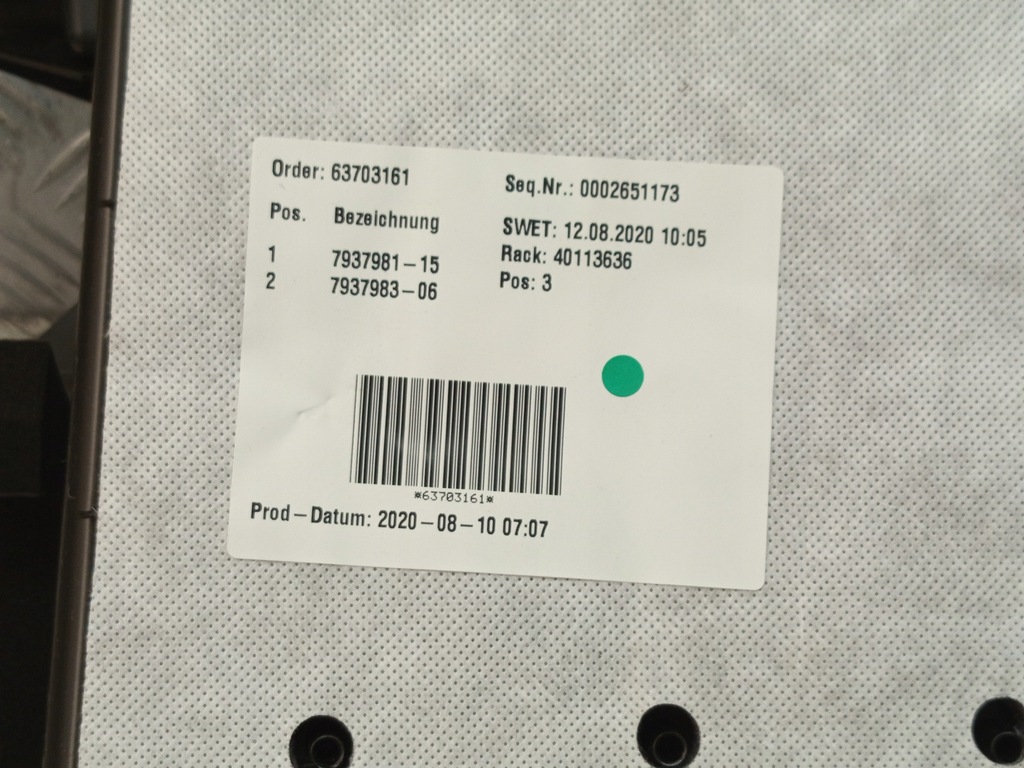 Order: 63703161
Seq.Nr.: 0002651173
Pos. Bezeichnung
SWET: 12.08.2020 10:05
1 7937981-15
Rack: 40113636
2 7937983-06
Pos: 3
*63703161*
Prod-Datum: 2020-08-10 07:07